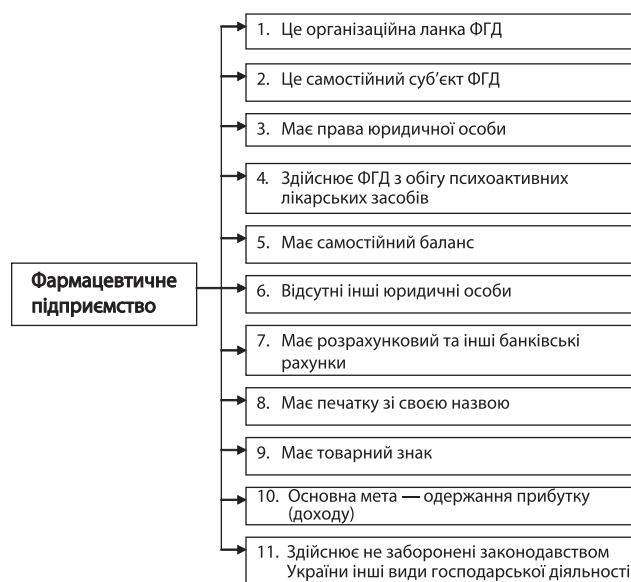 1. Це організаційна ланка ФГД
2. Це самостійний суб’єкт ФГД
3. Має права юридичної особи
4. Здійснює ФГД з обігу психоактивних
лікарських засобів
5. Має самостійний баланс
Фармацевтичне
підприємство
6. Відсутні інші юридичні особи
7. Має розрахунковий та інші банківські
рахунки
8. Має печатку зі своєю назвою
9. Має товарний знак
10. Основна мета — одержання прибутку
(доходу)
11. Здійснює не заборонені законодавством
України інші види господарської діяльності